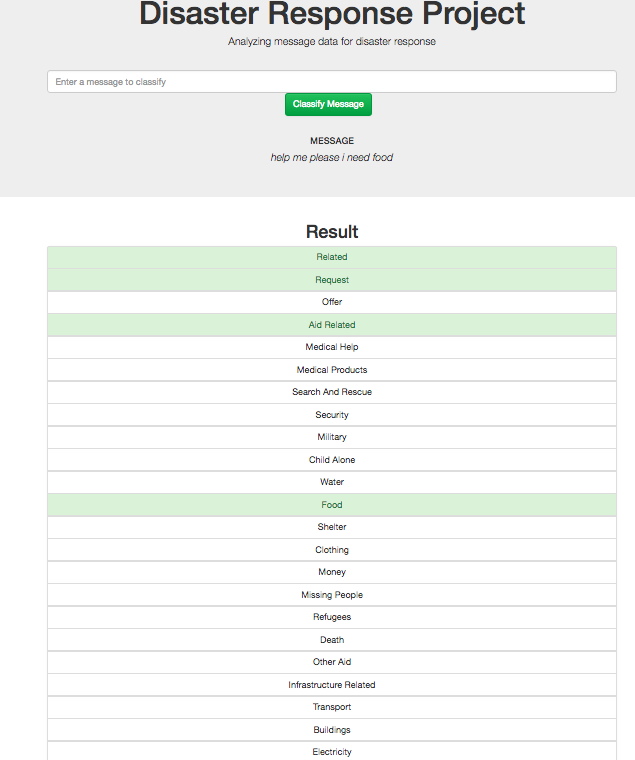 Disaster Response Project
Analyzing message data for disaster response
Enter a message to classify
Classify Message
MESSAGE
help me please i need food
Result
Related
Request
Offer
Aid Related
Medical Help
Medical Products
Search And Rescue
Security
Military
Child Alone
Water
Food
Shelter
Clothing
Money
Missing People
Refugees
Death
Other Aid
Infrastructure Related
Transport
Buildings
Electricity